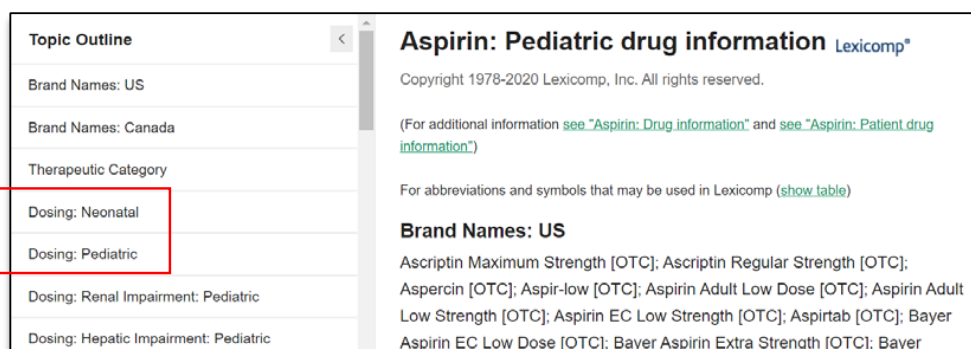 Topic Outline
Brand Names: US
Brand Names: Canada
Therapeutic Category
Dosing: Neonatal
Dosing: Pediatric
Dosing: Renal Impairment: Pediatric
Dosing: Hepatic Impairment: Pediatric
Aspirin: Pediatric drug information Lexicomp®
Copyright 1978-2020 Lexicomp, Inc. All rights reserved.
(For additional information see "Aspirin: Drug information" and see "Aspirin: Patient drug
information")
For abbreviations and symbols that may be used in Lexicomp (show table)
Brand Names: US
Ascriptin Maximum Strength [OTC]; Ascriptin Regular Strength [OTC];
Aspercin [OTC]; Aspir-low [OTC]; Aspirin Adult Low Dose [OTC]; Aspirin Adult
Low Strength [OTC]; Aspirin EC Low Strength [OTC]; Aspirtab [OTC]; Bayer
Aspirin EC Low Dose [OTC]; Bayer Aspirin Extra Strength [OTC]; Bayer